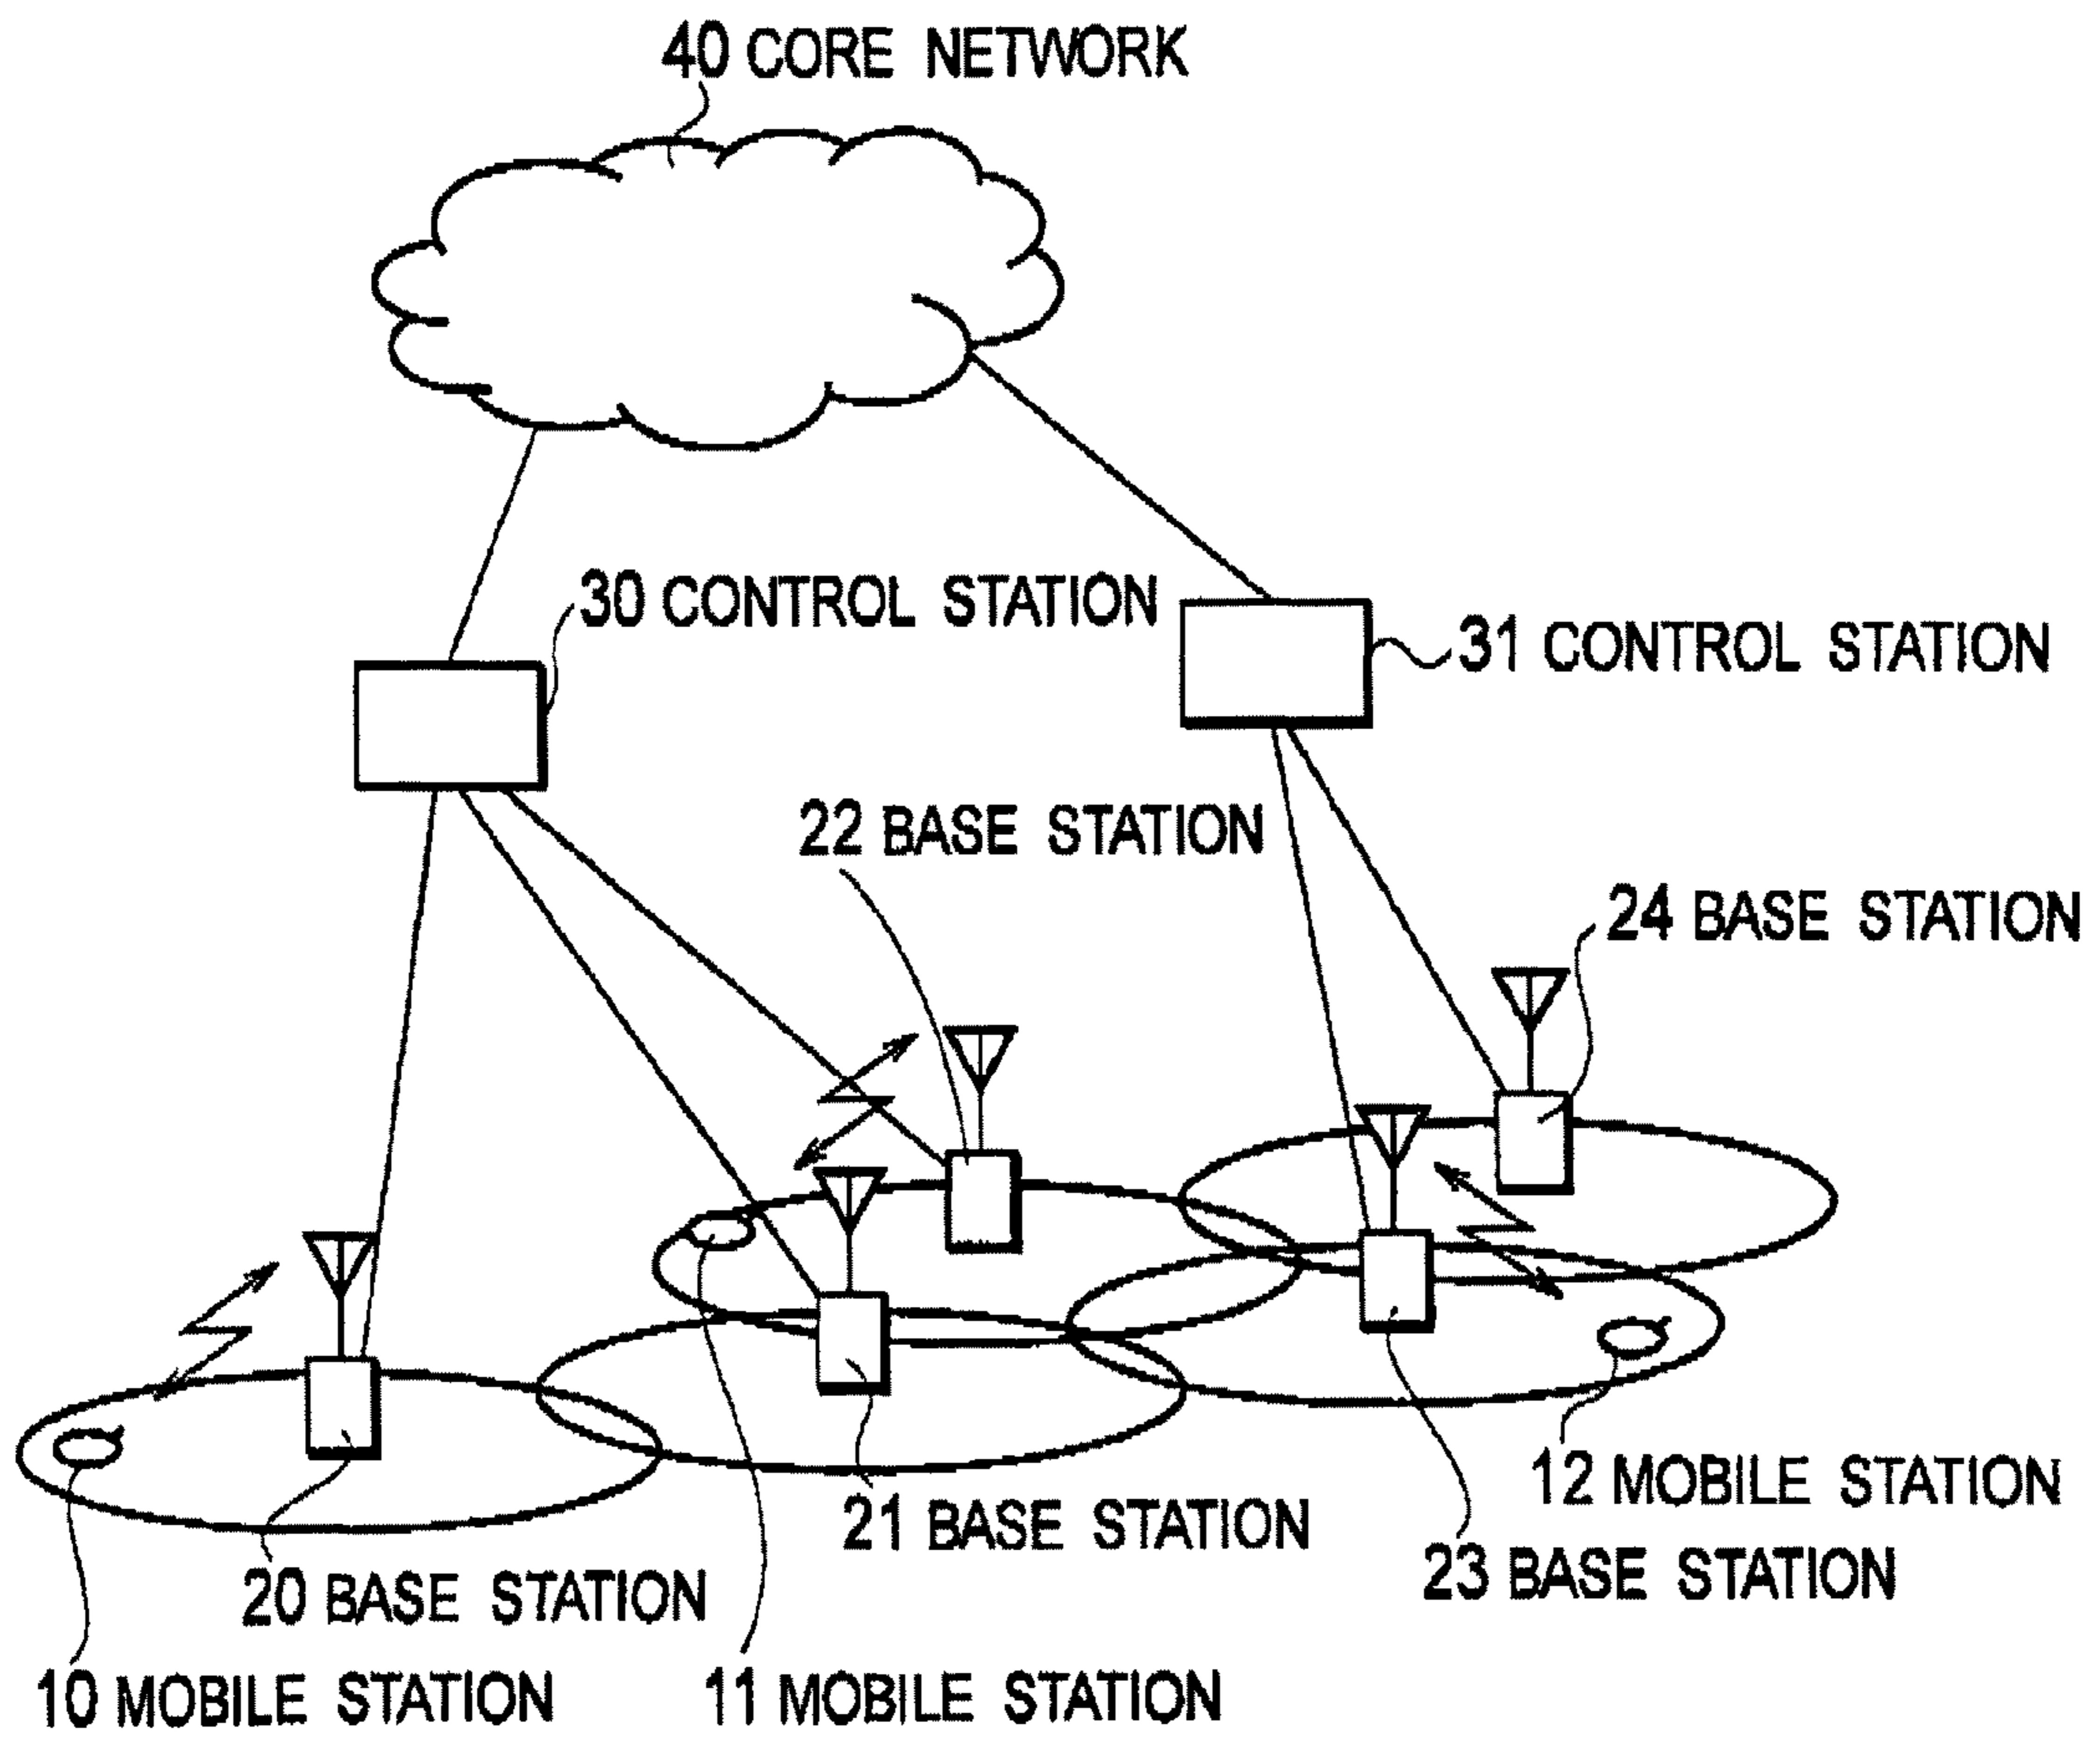 40 CORE NETWORK
30 CONTROL STATION
31 CONTROL STATION
22 BASE STATION
24 BASE STATION
12 MOBILE STATION
21 BASE STATION
23 BASE STATION
20 BASE STATION
10 MOBILE STATION
11 MOBILE STATION